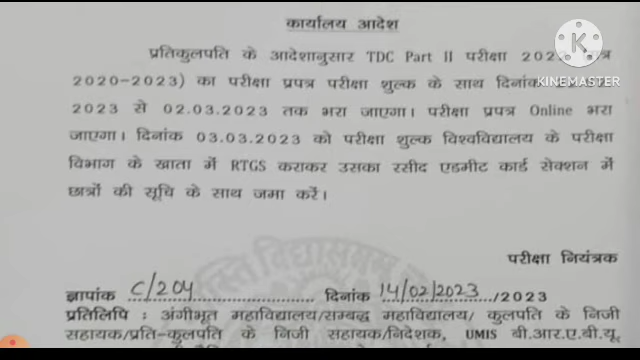 कार्यालय आदेश
K
KINEMASTER
प्रतिकुलपति के आदेशानुसार TDC Part II परीक्षा
2020-2023) का परीक्षा प्रपत्र परीक्षा शुल्क के साथ दिनांक
2023 से 02.03.2023 तक भरा जाएगा। परीक्षा प्रपत्र Online भरा
जाएगा। दिनांक 03.03.2023 को परीक्षा शुल्क विश्वविद्यालय के परीक्षा
विभाग के खाता में RTGS कराकर उसका रसीद एडमीट कार्ड सेक्शन में
छात्रों की सूचि के साथ जमा करें।
परीक्षा नियंत्रक
ज्ञापांक C/204 दिनांक 14/02/2023 /2023
प्रतिलिपि : अंगीभूत महाविद्यालय/सम्बद्ध महाविद्यालय/ कुलपति के निजी
सहायक/प्रति-कुलपति के निजी सहायक/निदेशक, UMIS बी.आर.ए.बी.यू.